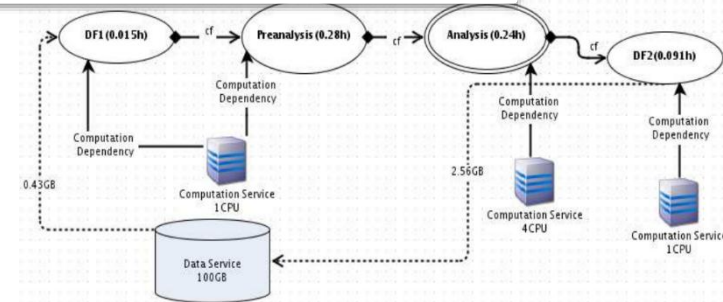 DF1(0.015h)
cf
Preanalysis(0.28h)
cf
Analysis(0.24h)
cf
DF2(0.091h)
Computation
Dependency
Computation
Dependency
Computation
Dependency
Computation
Dependency
0.43GB
2.56GB
Computation Service
1CPU
Computation Service
4CPU
Computation Service
1CPU
Data Service
100GB